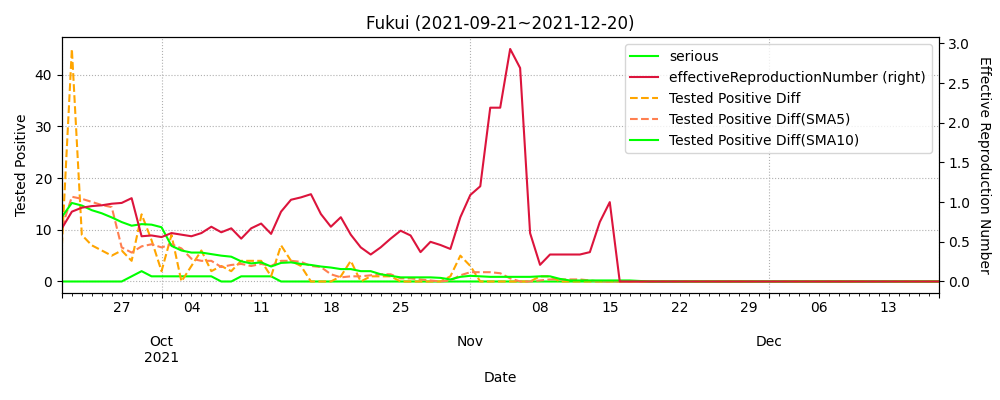 Fukui (2021-09-21~2021-12-20)
serious
effectiveReproductionNumber (right)
Tested Positive Diff
Tested Positive Diff(SMA5)
Tested Positive Diff(SMA10)
Tested Positive
40
30
20
10
0
3.0
2.5
2.0
1.5
1.0
0.5
0.0
Effective Reproduction Number
27 04 11 18 25 08 15 22 29 06 13
Oct Nov Dec
2021
Date